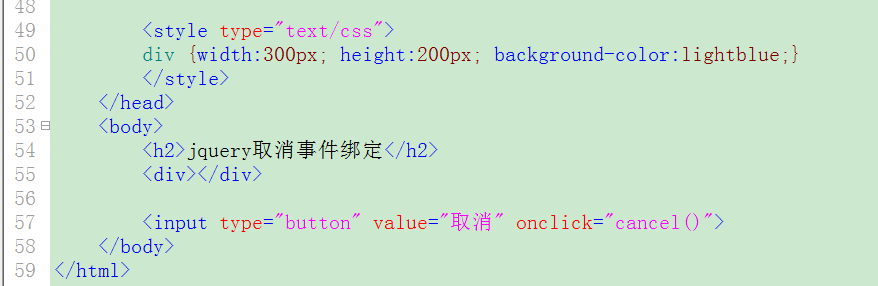 48
49 <style type="text/css">
50 div {width:300px; height:200px; background-color:lightblue;}
51 </style>
52 </head>
53 <body>
54 <h2>jquery取消事件绑定</h2>
55 <div></div>
56
57 <input type="button" value="取消" onclick="cancel()">
58 </body>
59 </html>